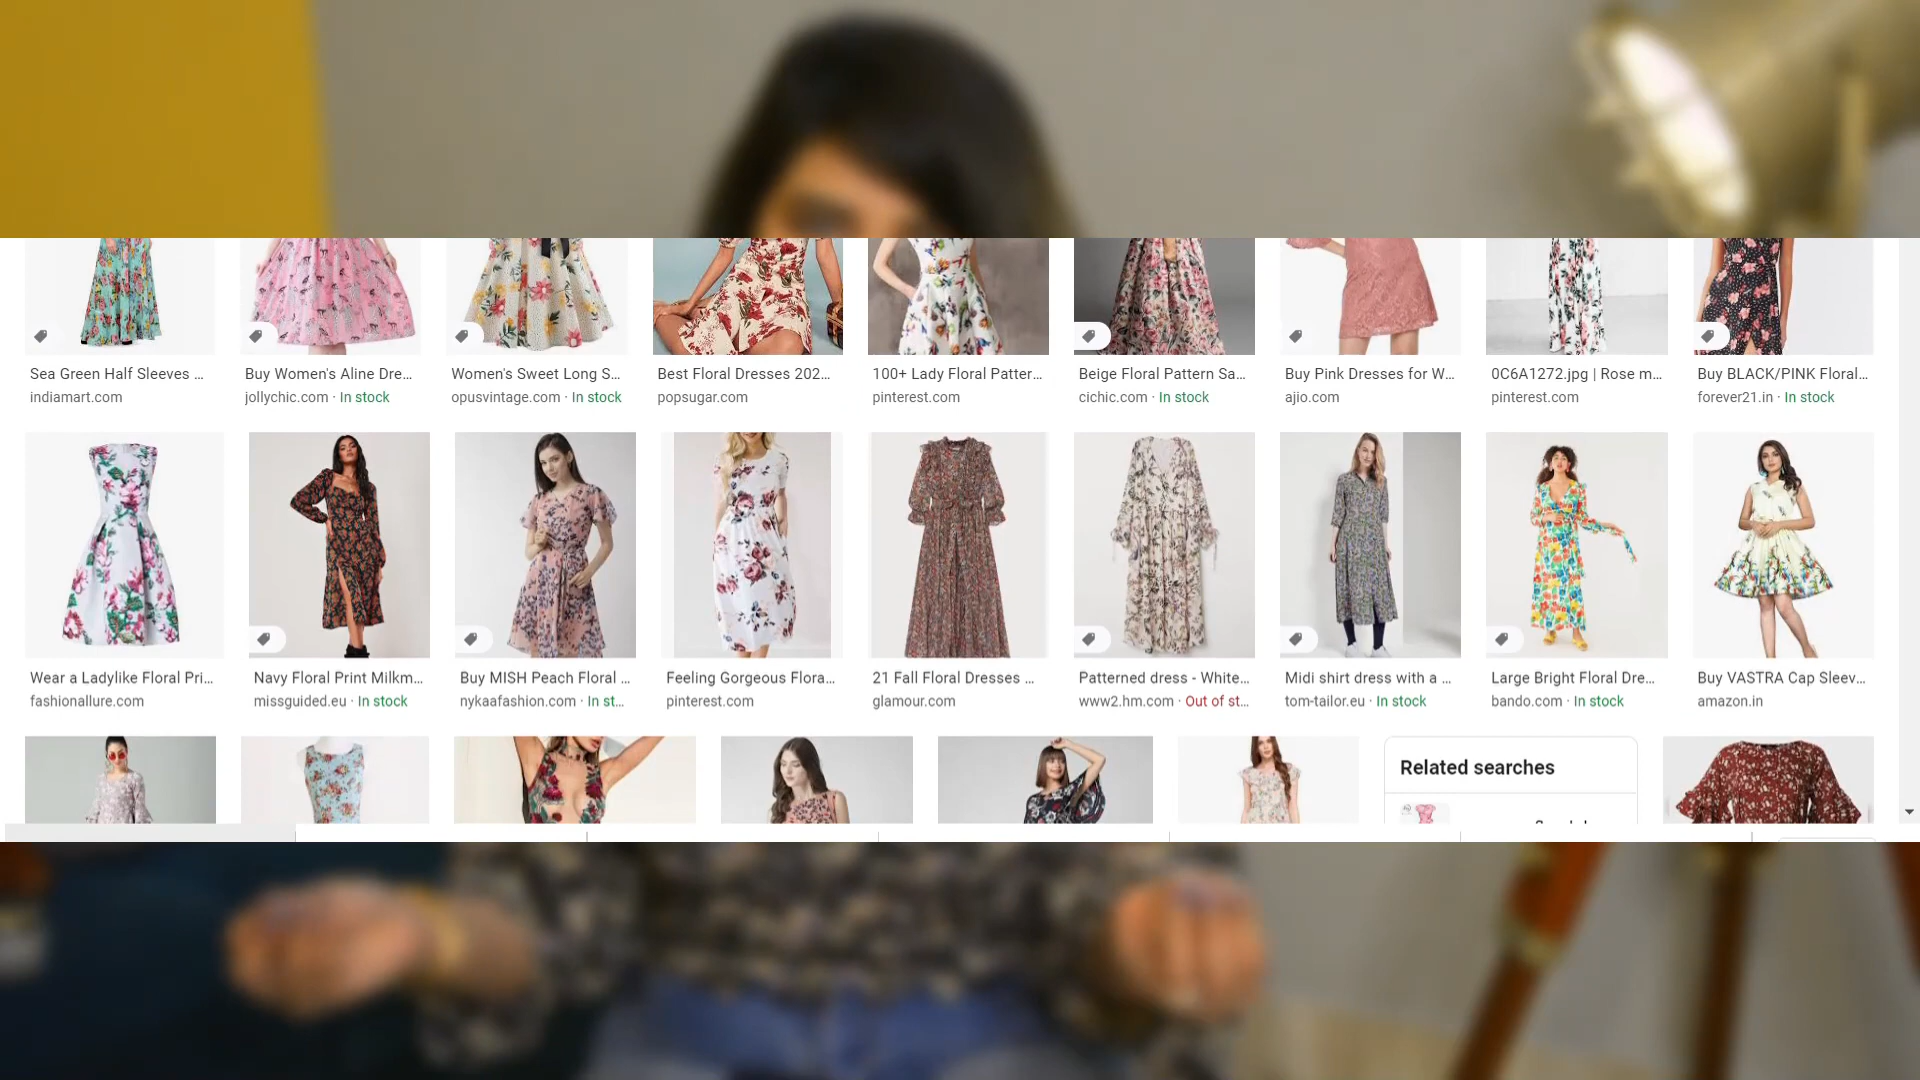 Sea Green Half Sleeves ...
indiamart.com
Buy Women's Aline Dre...
jollychic.com · In stock
Women's Sweet Long S...
opusvintage.com · In stock
Best Floral Dresses 202...
popsugar.com
100+ Lady Floral Patter...
pinterest.com
Beige Floral Pattern Sa...
cichic.com · In stock
Buy Pink Dresses for W...
ajio.com
0C6A1272.jpg | Rose m...
pinterest.com
Buy BLACK/PINK Floral...
forever21.in · In stock
Wear a Ladylike Floral Pri...
fashionallure.com
Navy Floral Print Milkm...
missguided.eu · In stock
Buy MISH Peach Floral ...
nykaafashion.com · In st...
Feeling Gorgeous Flora...
pinterest.com
21 Fall Floral Dresses ...
glamour.com
Patterned dress - White...
www2.hm.com · Out of st...
Midi shirt dress with a ...
tom-tailor.eu · In stock
Large Bright Floral Dre...
bando.com · In stock
Buy VASTRA Cap Sleev...
amazon.in
Related searches